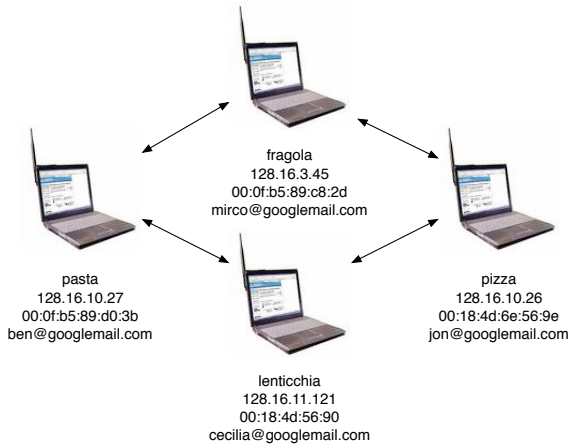 fragola
128.16.3.45
00:0f:b5:89:c8:2d
mirco@googlemail.com
pasta
128.16.10.27
00:0f:b5:89:d0:3b
ben@googlemail.com
pizza
128.16.10.26
00:18:4d:6e:56:9e
jon@googlemail.com
lenticchia
128.16.11.121
00:18:4d:56:90
cecilia@googlemail.com